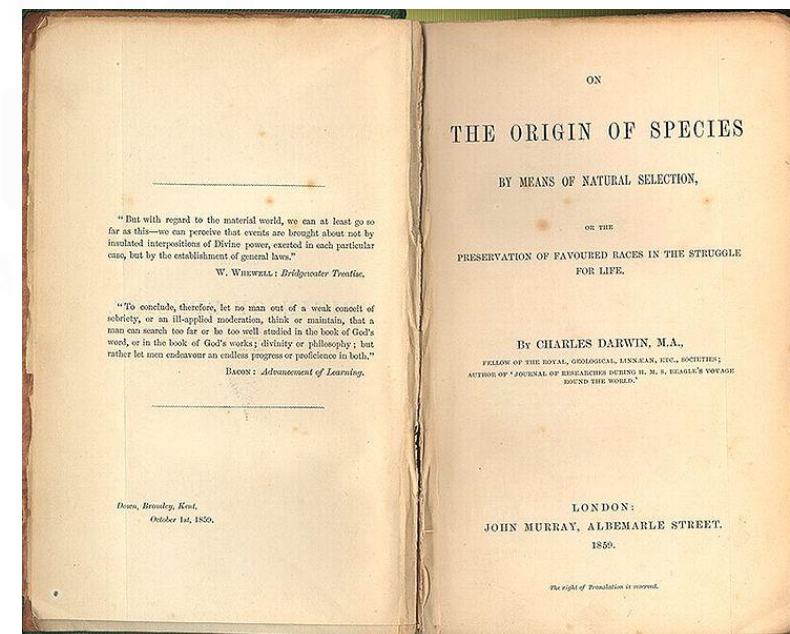 “ But with regard to the material world, we can at least go so
far as this—we can perceive that events are brought about not by
insulated interpositions of Divine power, exerted in each particular
case, but by the establishment of general laws.”
W. WHEWELL : Bridgewater Treatise.
“ To conclude, therefore, let no man out of a weak conceit of
sobriety, or an ill-applied moderation, think or maintain, that a
man can search too far or be too well studied in the book of God’s
word, or in the book of God’s works ; divinity or philosophy ; but
rather let men endeavour an endless progress or proficience in both.”
BACON : Advancement of Learning.
Down, Bromley, Kent,
October 1st, 1859.
ON
THE ORIGIN OF SPECIES
BY MEANS OF NATURAL SELECTION,
OR THE
PRESERVATION OF FAVOURED RACES IN THE STRUGGLE
FOR LIFE.
BY CHARLES DARWIN, M.A.,
FELLOW OF THE ROYAL, GEOLOGICAL, LINNÆAN, ETC., SOCIETIES ;
AUTHOR OF ‘JOURNAL OF RESEARCHES DURING H. M. S. BEAGLE’S VOYAGE
ROUND THE WORLD.’
LONDON :
JOHN MURRAY, ALBEMARLE STREET.
1859.
The right of Translation is reserved.